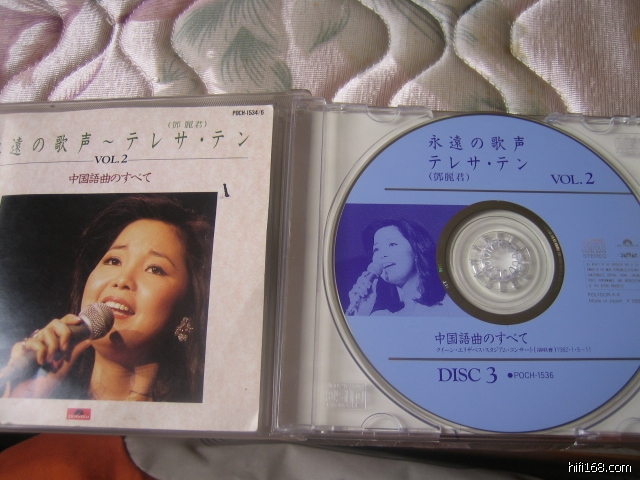 POCH-1534/6
(鄧麗君)
永遠の歌声～テレサ・テン
VOL.2
中国語曲のすべて
永遠の歌声
テレサ・テン
(鄧麗君)
VOL.2
中国語曲のすべて
DISC 3 ●POCH-1536
hifi168.com